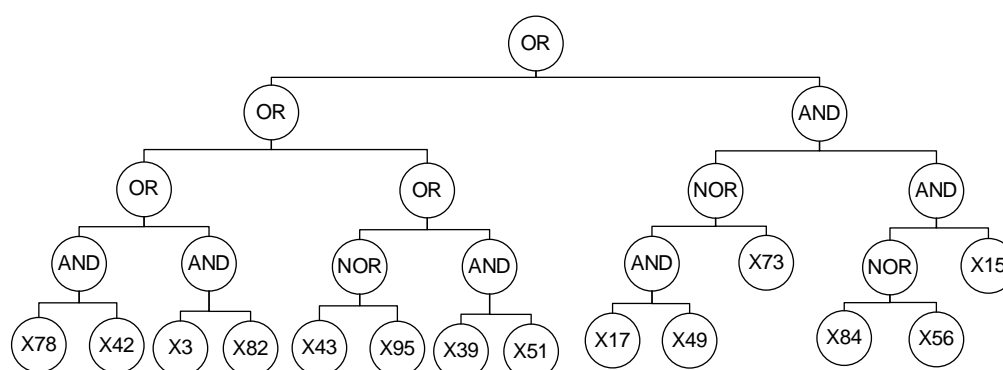 OR
OR AND
OR OR NOR AND
AND AND NOR AND AND X73 NOR X15
X78 X42 X3 X82 X43 X95 X39 X51 X17 X49 X84 X56